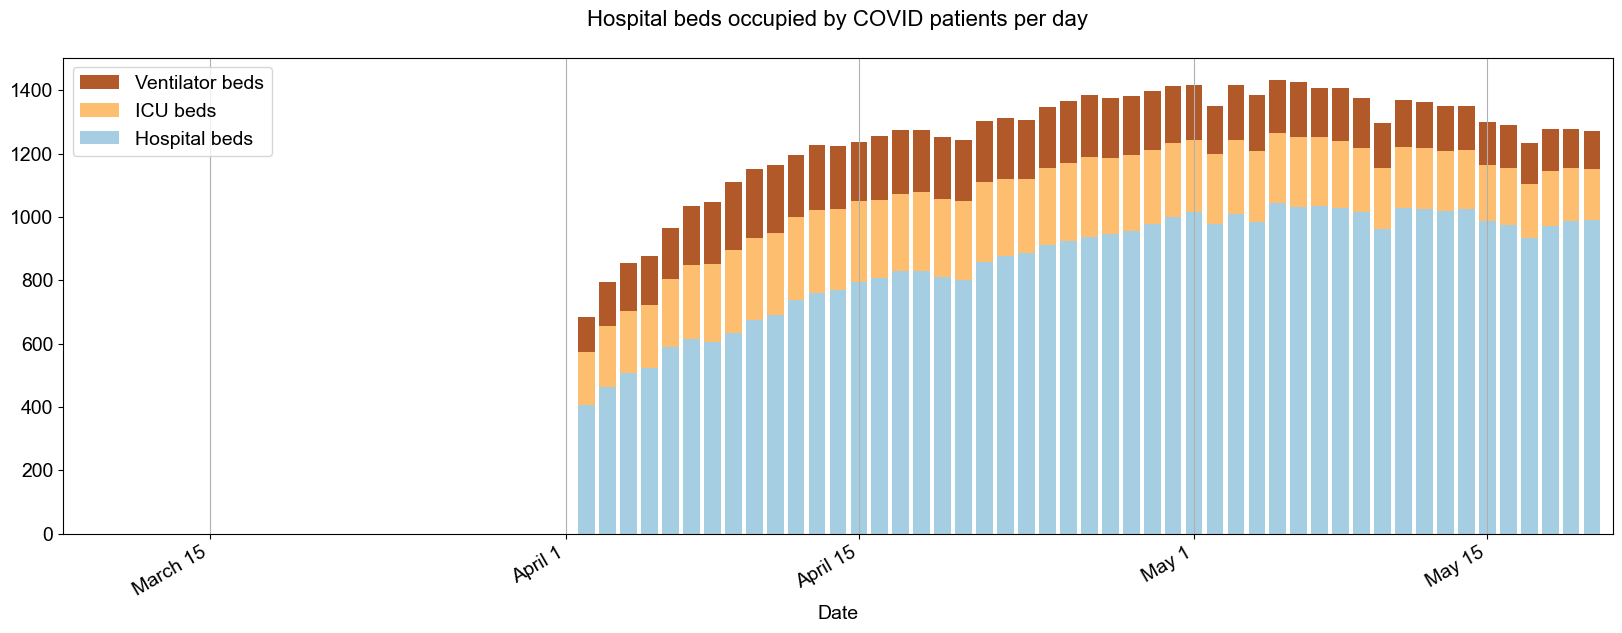 Hospital beds occupied by COVID patients per day
Ventilator beds
ICU beds
Hospital beds
1400
1200
1000
800
600
400
200
0
March 15
April 1
April 15
May 1
May 15
Date